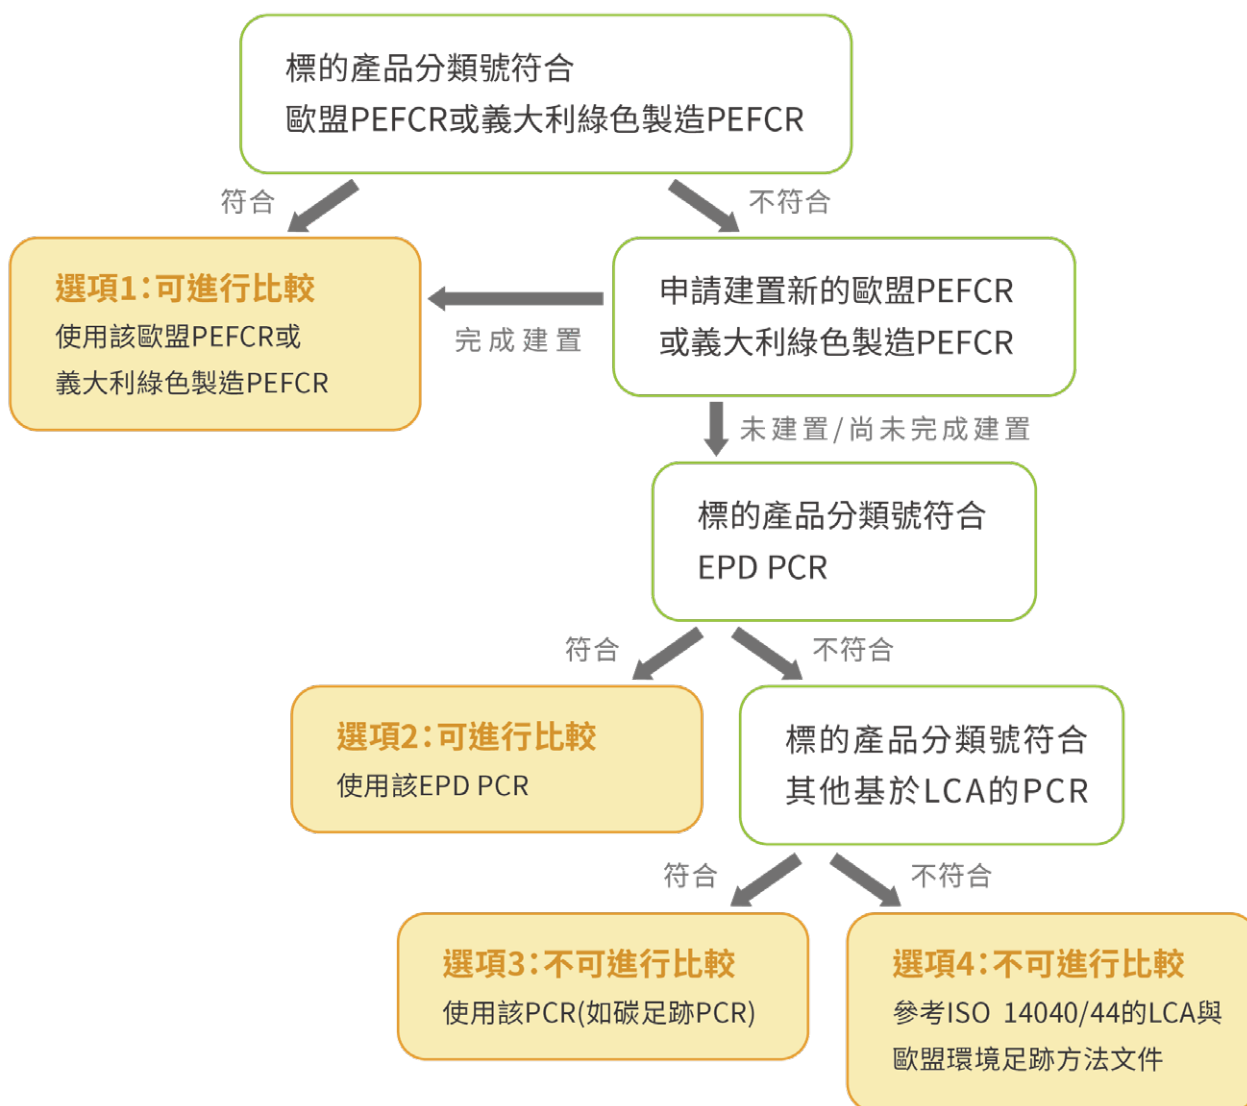 標的產品分類號符合
歐盟PEFCR或義大利綠色製造PEFCR
符合
不符合
選項1:可進行比較
使用該歐盟PEFCR或
義大利綠色製造PEFCR
完成建置
申請建置新的歐盟PEFCR
或義大利綠色製造PEFCR
未建置/尚未完成建置
標的產品分類號符合
EPD PCR
符合
不符合
選項2:可進行比較
使用該EPD PCR
標的產品分類號符合
其他基於LCA的PCR
符合
不符合
選項3:不可進行比較
使用該PCR(如碳足跡PCR)
選項4:不可進行比較
參考ISO 14040/44的LCA與
歐盟環境足跡方法文件